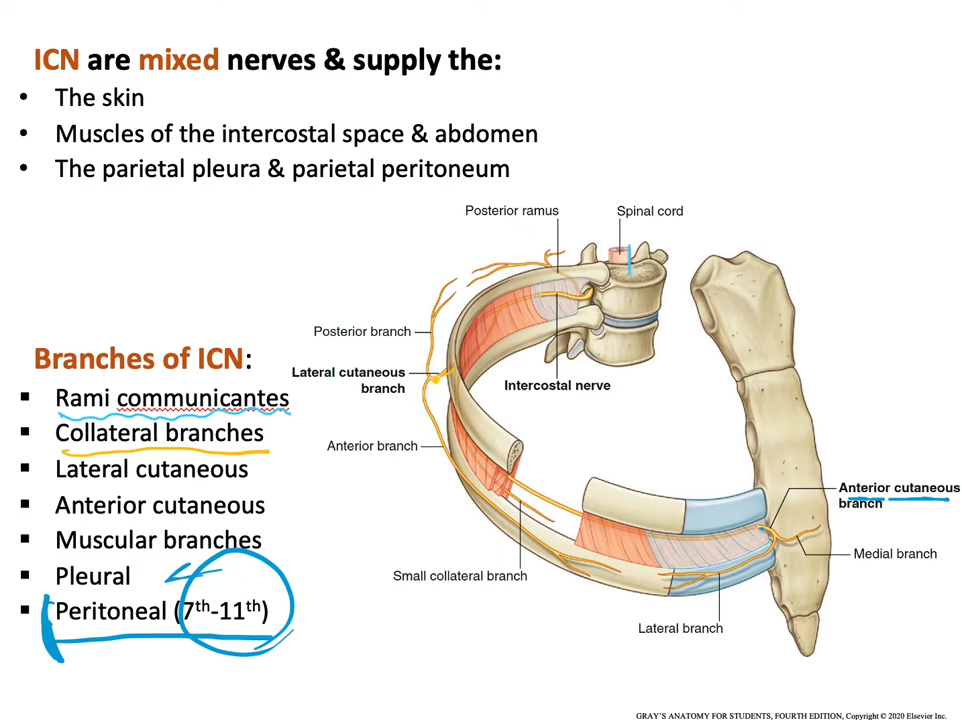 ICN are mixed nerves & supply the:
• The skin
• Muscles of the intercostal space & abdomen
• The parietal pleura & parietal peritoneum
Posterior ramus
Spinal cord
Posterior branch
Lateral cutaneous
branch
Intercostal nerve
Anterior branch
Anterior cutaneous
branch
Medial branch
Small collateral branch
Lateral branch
Branches of ICN:
▪ Rami communicantes
▪ Collateral branches
▪ Lateral cutaneous
▪ Anterior cutaneous
▪ Muscular branches
▪ Pleural
▪ Peritoneal (7th-11th)
GRAY'S ANATOMY FOR STUDENTS, FOURTH EDITION, Copyright © 2020 Elsevier Inc.